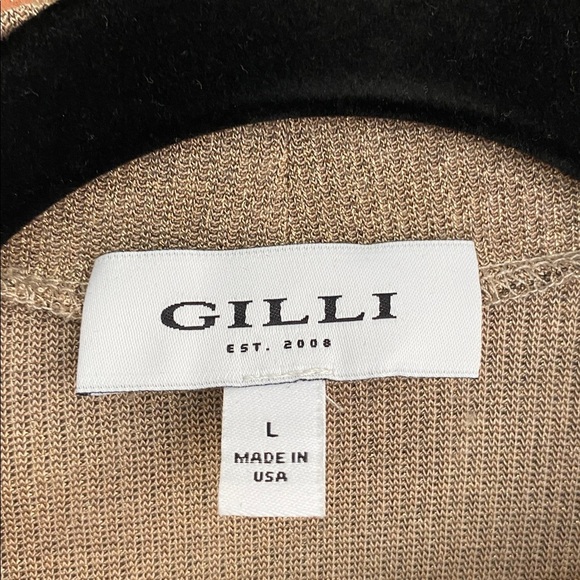 GILLI
EST. 2008
L
MADE IN
USA